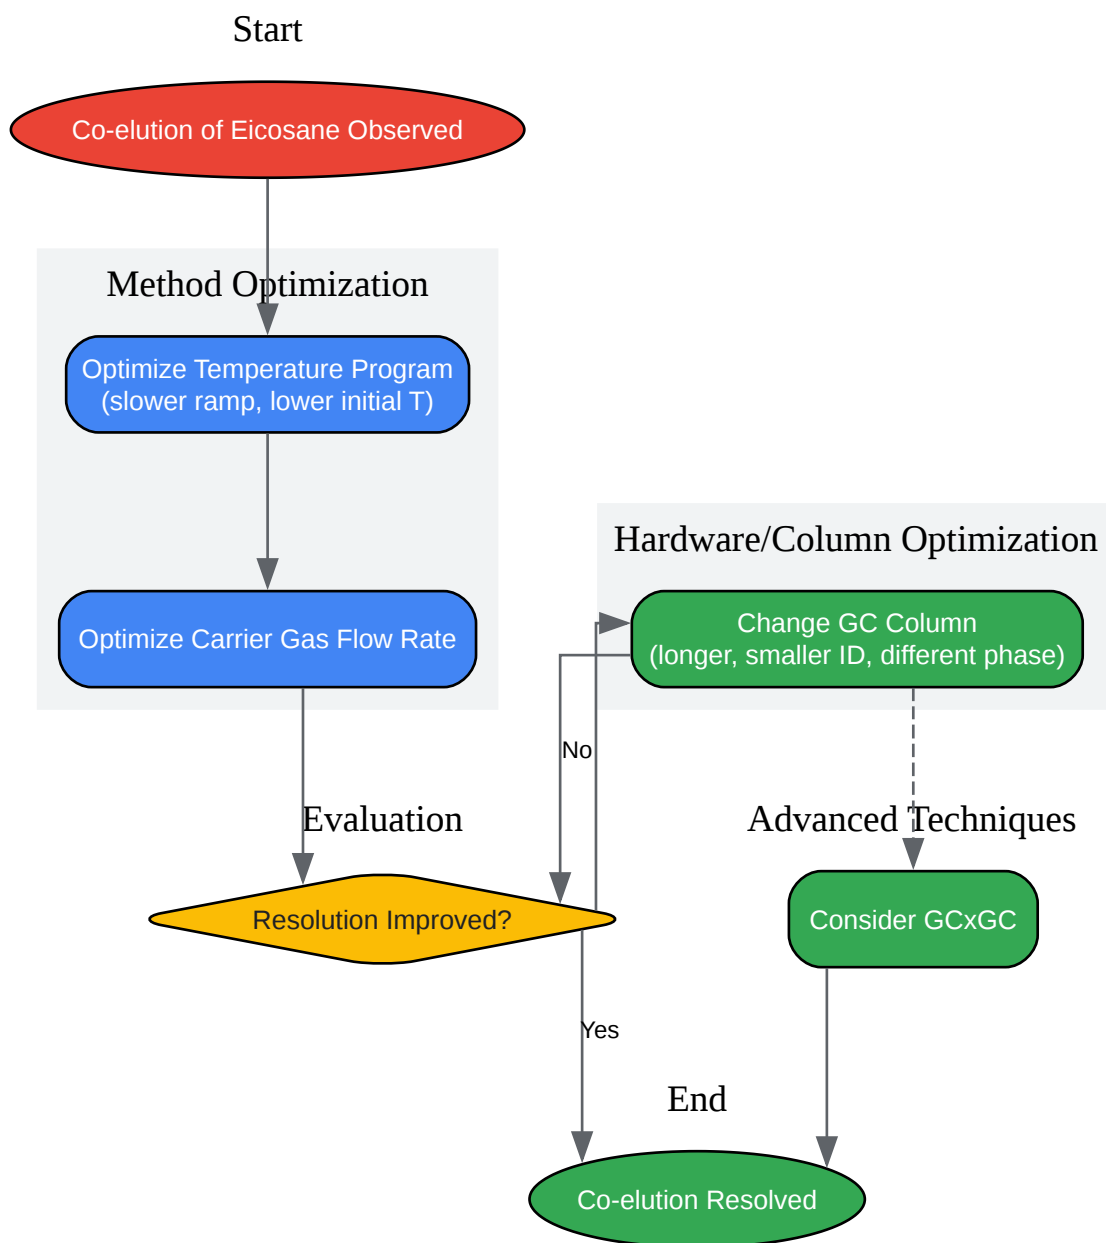 Start
Co-elution of Eicosane Observed
Method Optimization
Optimize Temperature Program
(slower ramp, lower initial T)
Hardware/Column Optimization
Optimize Carrier Gas Flow Rate
Change GC Column
(longer, smaller ID, different phase)
No
Evaluation
Advanced Techniques
Resolution Improved?
Consider GCxGC
Yes
End
Co-elution Resolved